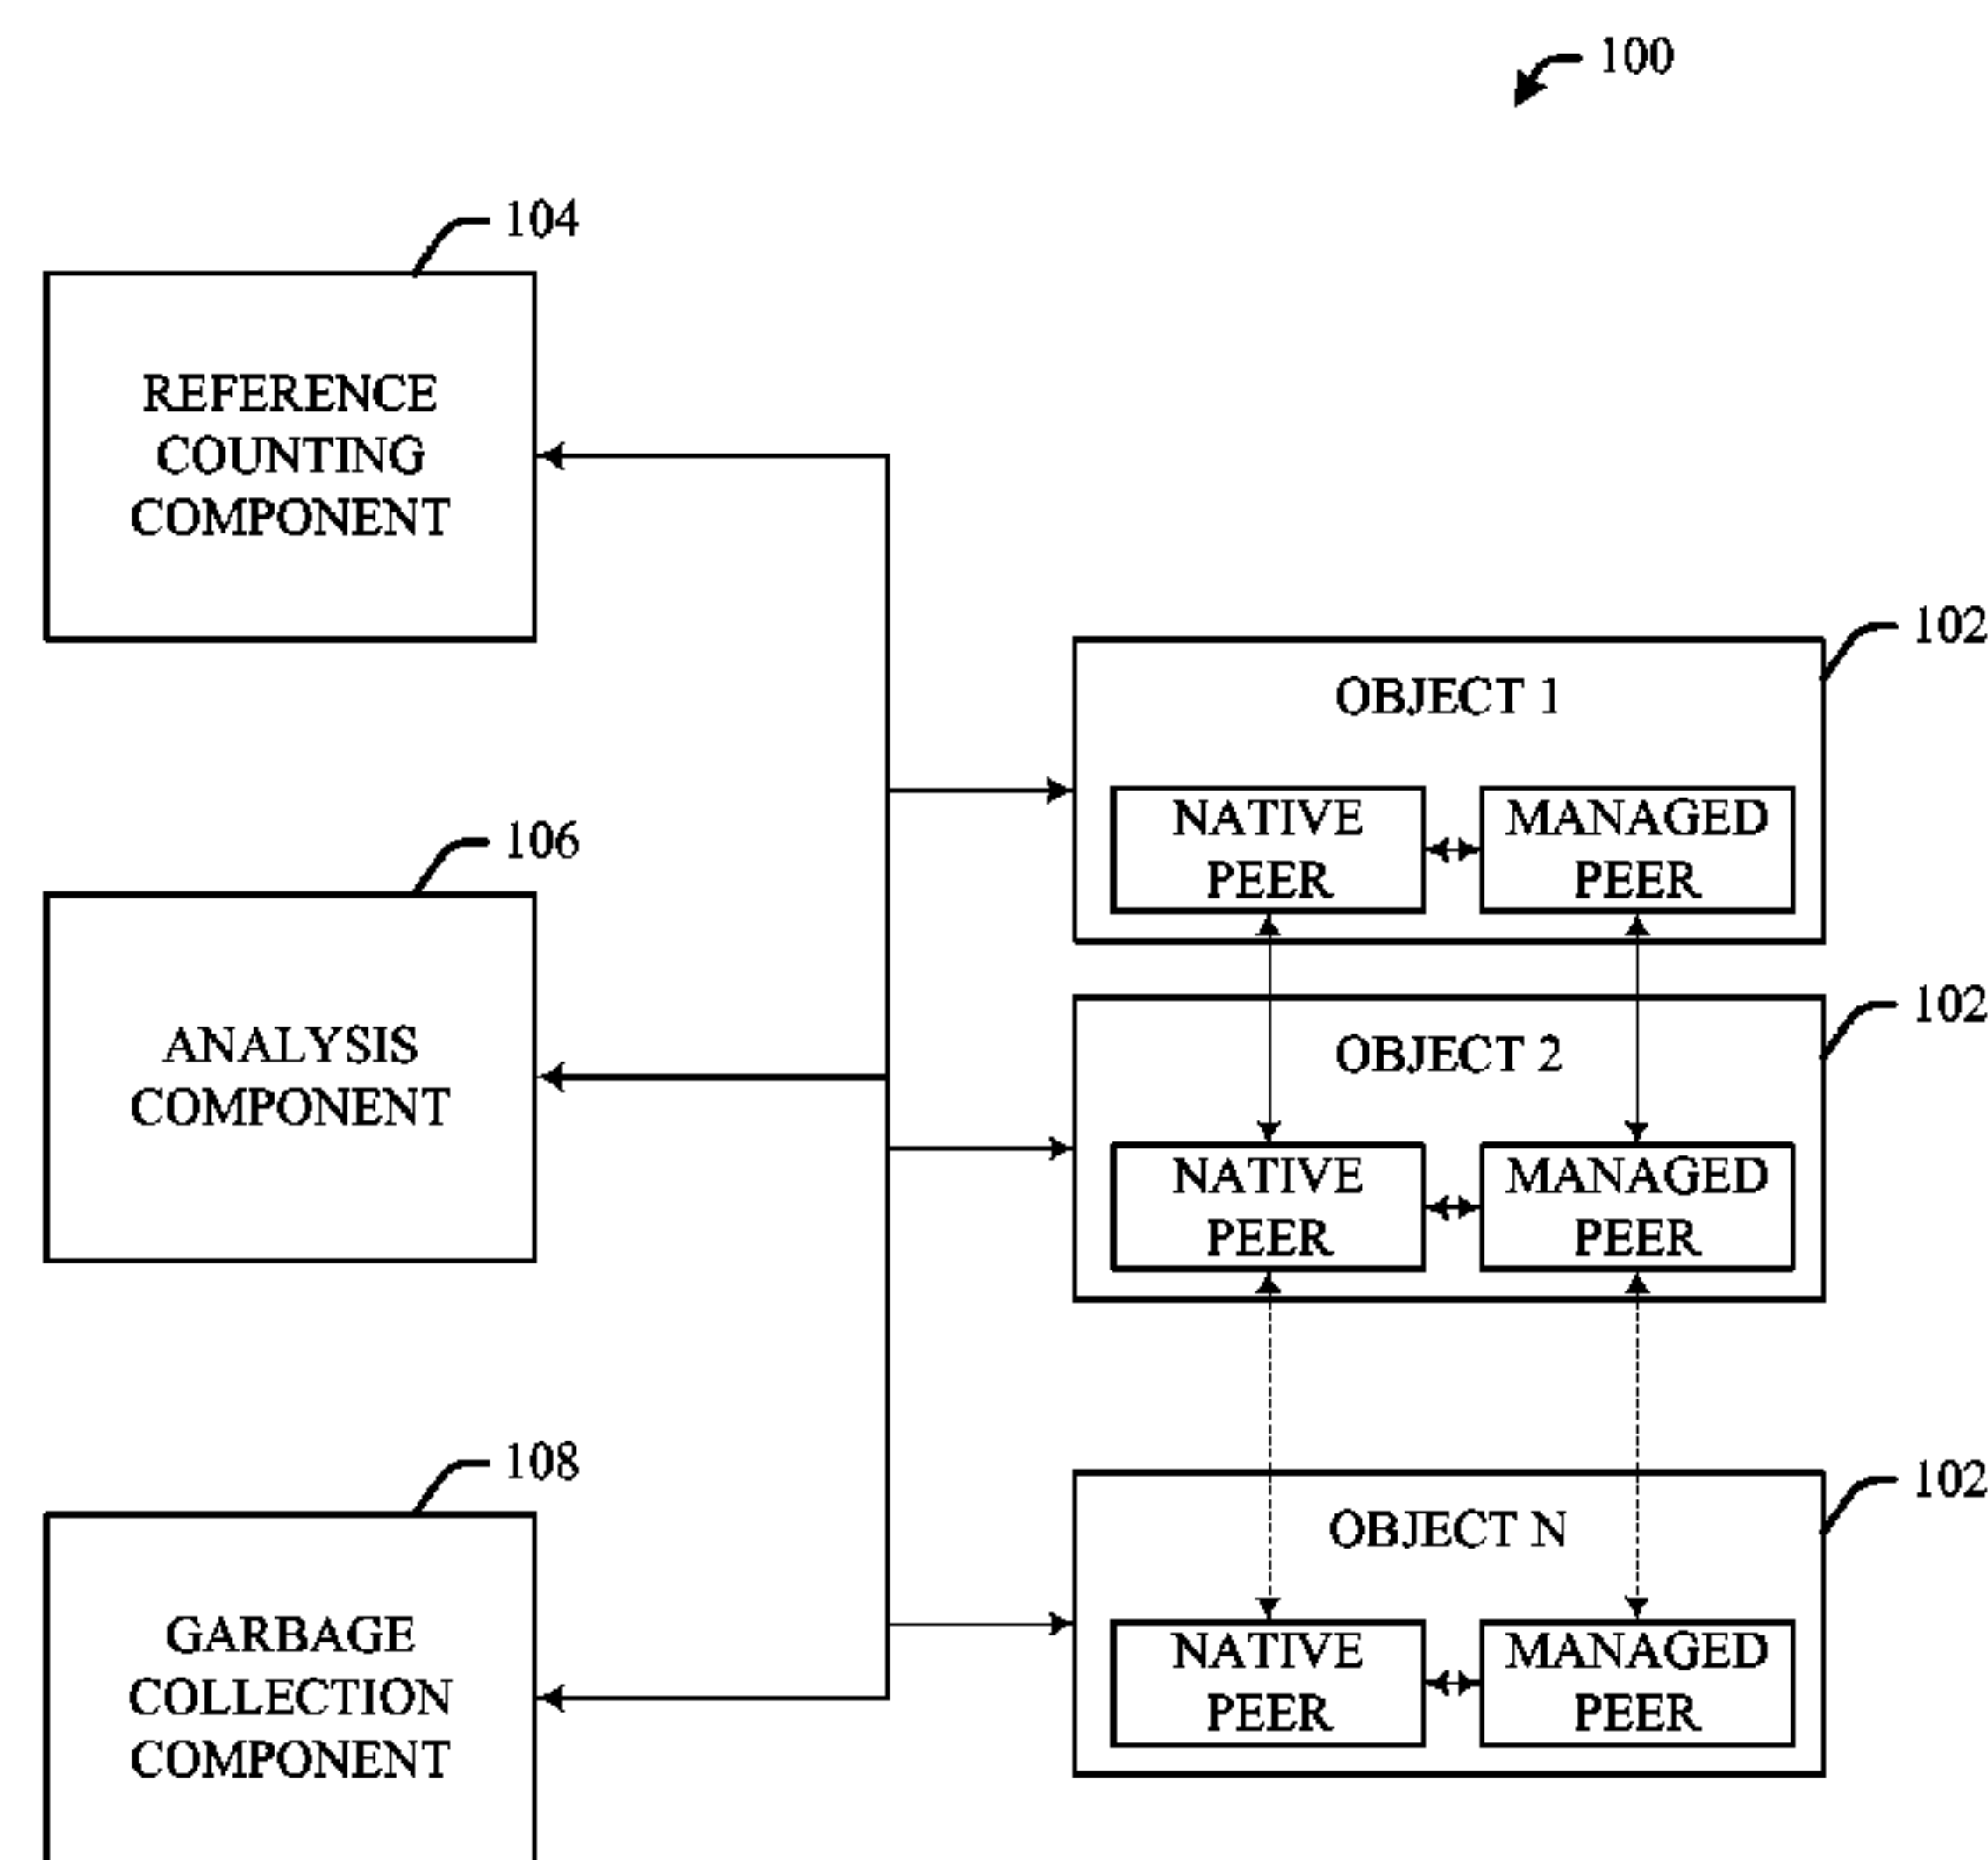 100
104
REFERENCE
COUNTING
COMPONENT
102
OBJECT 1
NATIVE
PEER
MANAGED
PEER
106
ANALYSIS
COMPONENT
102
OBJECT 2
NATIVE
PEER
MANAGED
PEER
108
GARBAGE
COLLECTION
COMPONENT
102
OBJECT N
NATIVE
PEER
MANAGED
PEER